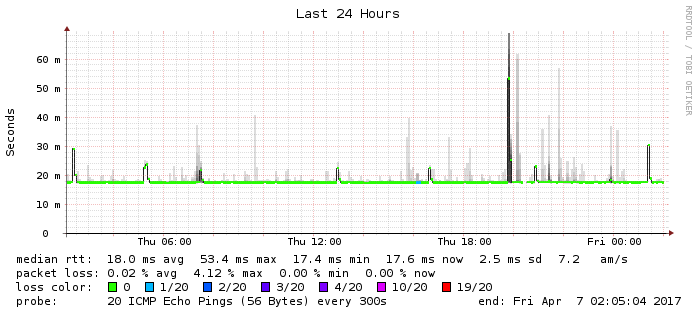 Last 24 Hours
RRDTOOL / TOBI OETIKER
Seconds
60 m
50 m
40 m
30 m
20 m
10 m
0
Thu 06:00 Thu 12:00 Thu 18:00 Fri 00:00
median rtt: 18.0 ms avg 53.4 ms max 17.4 ms min 17.6 ms now 2.5 ms sd 7.2 am/s
packet loss: 0.02 % avg 4.12 % max 0.00 % min 0.00 % now
loss color: 0 1/20 2/20 3/20 4/20 10/20 19/20
probe: 20 ICMP Echo Pings (56 Bytes) every 300s end: Fri Apr 7 02:05:04 2017